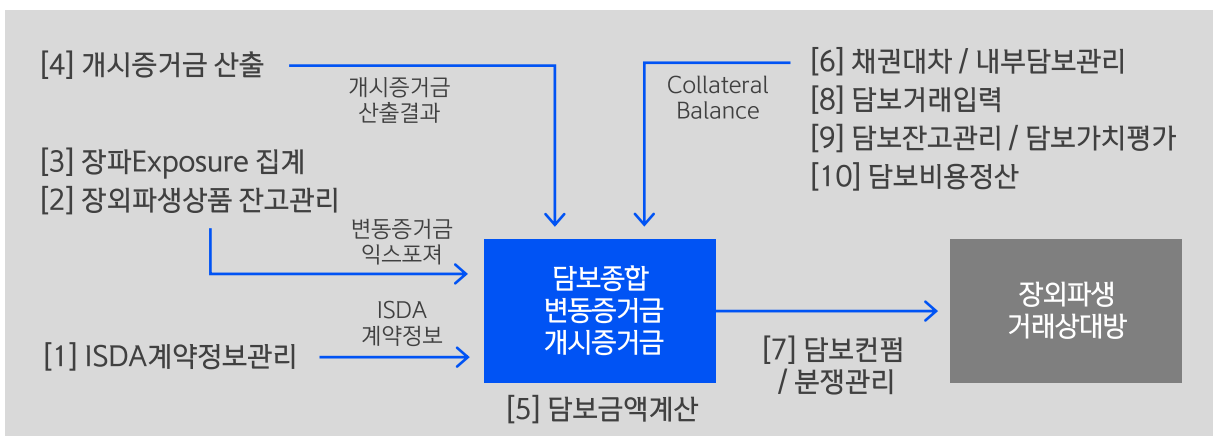 [4] 개시증거금 산출
개시증거금
산출결과
Collateral
Balance
[6] 채권대차 / 내부담보관리
[8] 담보거래입력
[9] 담보잔고관리 / 담보가치평가
[10] 담보비용정산
[3] 장파Exposure 집계
[2] 장외파생상품 잔고관리
변동증거금
익스포져
ISDA
계약정보
[1] ISDA계약정보관리
담보종합
변동증거금
개시증거금
[5] 담보금액계산
[7] 담보컨펌
/ 분쟁관리
장외파생
거래상대방